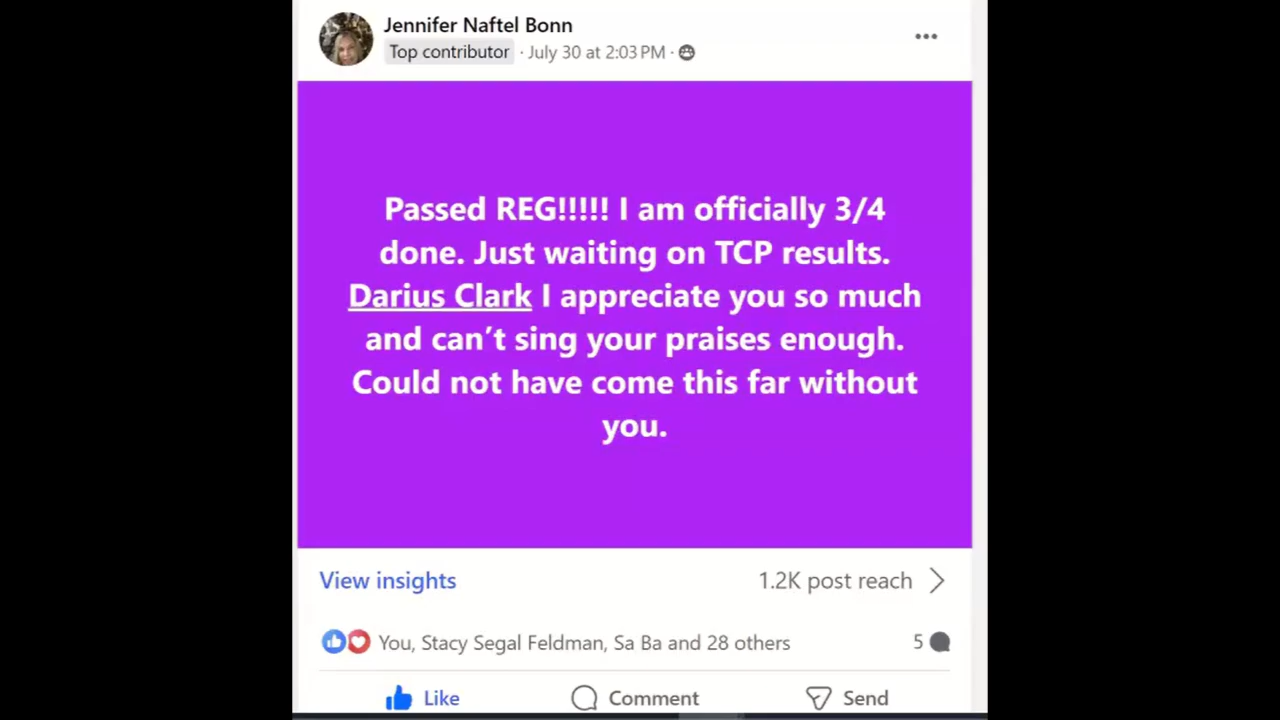 Jennifer Naftel Bonn
Top contributor · July 30 at 2:03 PM ·
Passed REG!!!!! I am officially 3/4
done. Just waiting on TCP results.
Darius Clark I appreciate you so much
and can’t sing your praises enough.
Could not have come this far without
you.
View insights 1.2K post reach
You, Stacy Segal Feldman, Sa Ba and 28 others 5
Like Comment Send